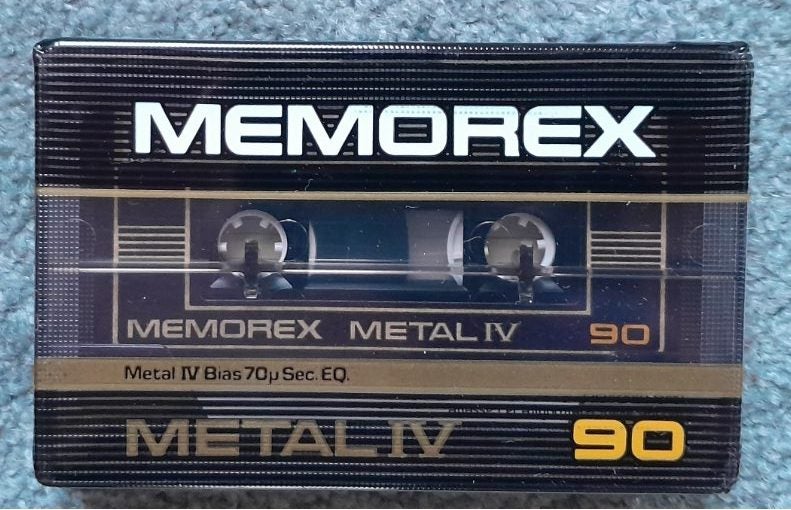 MEMOREX
MEMOREX METAL IV 90
Metal IV Bias 70µ Sec. EQ.
METAL IV 90